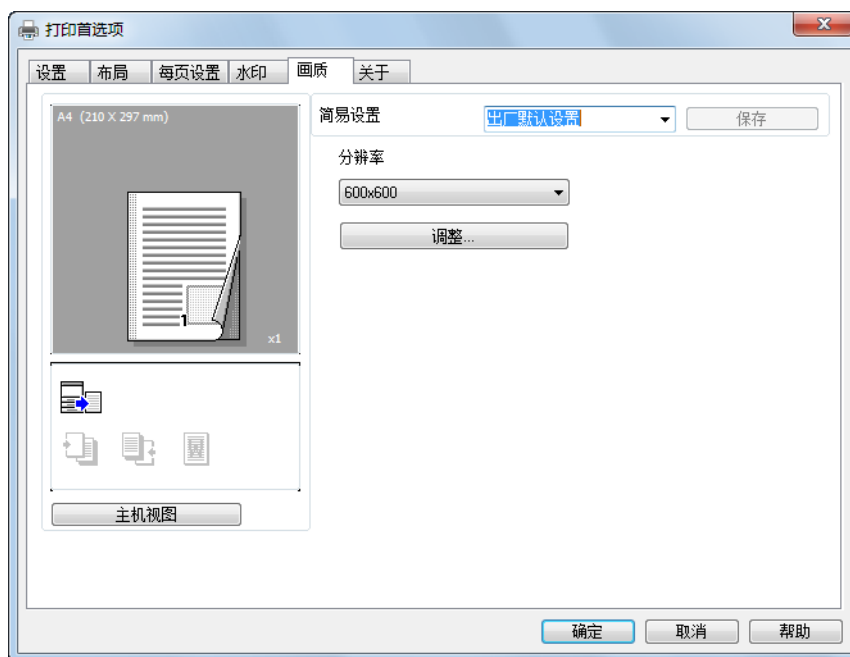 打印首选项
设置 布局 每页设置 水印 画质 关于
A4 (210 X 297 mm)
简易设置 出厂默认设置 保存
分辨率
600x600
调整...
1
x1
主机视图
确定 取消 帮助